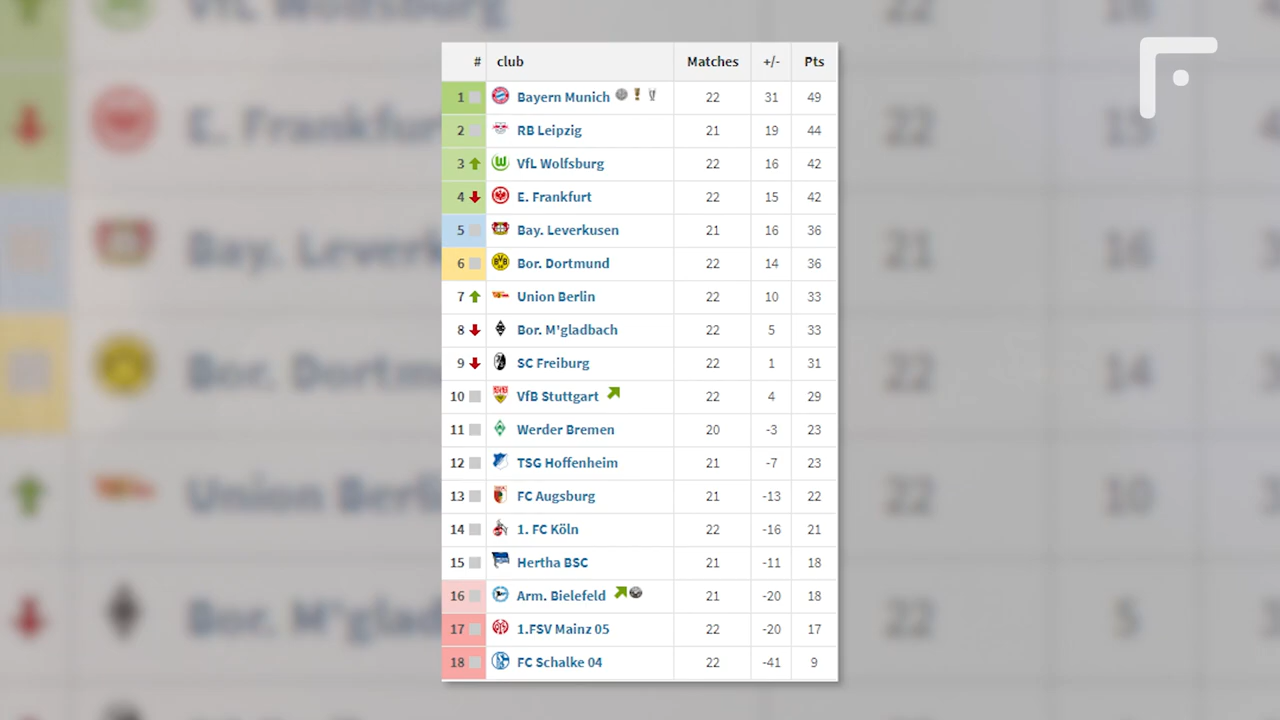 # club Matches +/- Pts
1 Bayern Munich 22 31 49
2 RB Leipzig 21 19 44
3 VfL Wolfsburg 22 16 42
4 E. Frankfurt 22 15 42
5 Bay. Leverkusen 21 16 36
6 Bor. Dortmund 22 14 36
7 Union Berlin 22 10 33
8 Bor. M'gladbach 22 5 33
9 SC Freiburg 22 1 31
10 VfB Stuttgart 22 4 29
11 Werder Bremen 20 -3 23
12 TSG Hoffenheim 21 -7 23
13 FC Augsburg 21 -13 22
14 1. FC Köln 22 -16 21
15 Hertha BSC 21 -11 18
16 Arm. Bielefeld 21 -20 18
17 1.FSV Mainz 05 22 -20 17
18 FC Schalke 04 22 -41 9